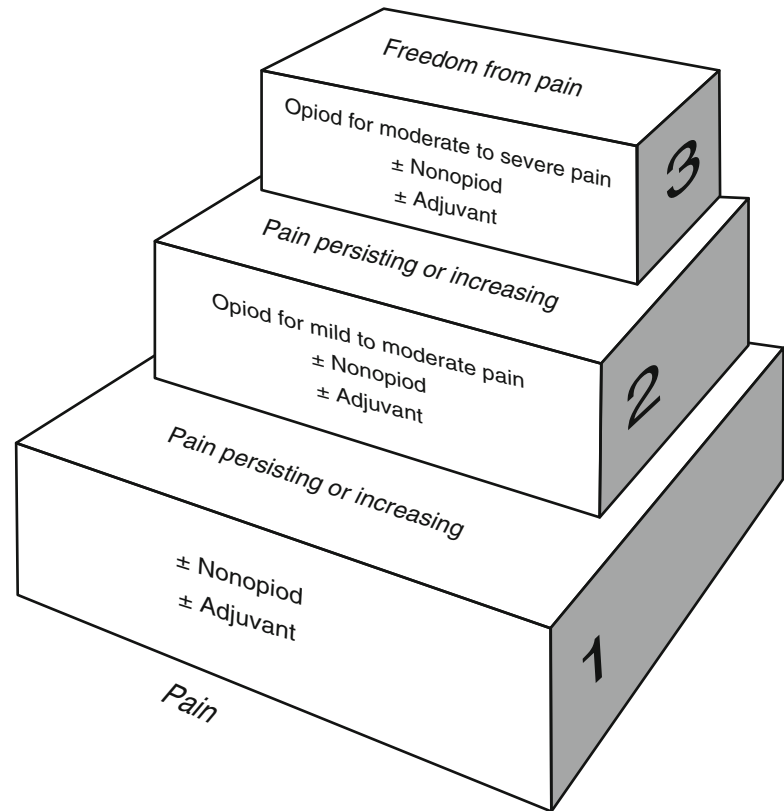 Freedom from pain
Opiod for moderate to severe pain
± Nonopiod
± Adjuvant
3
Pain persisting or increasing
Opiod for mild to moderate pain
± Nonopiod
± Adjuvant
2
Pain persisting or increasing
± Nonopiod
± Adjuvant
1
Pain